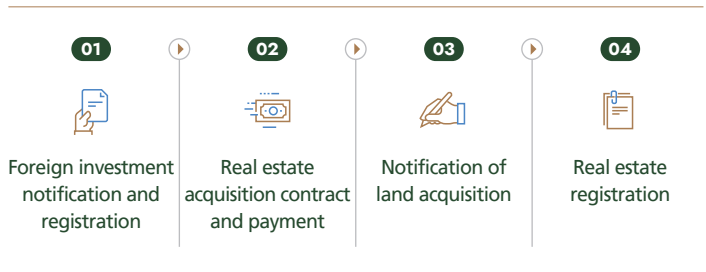 01
Foreign investment
notification and
registration
02
Real estate
acquisition contract
and payment
03
Notification of
land acquisition
04
Real estate
registration